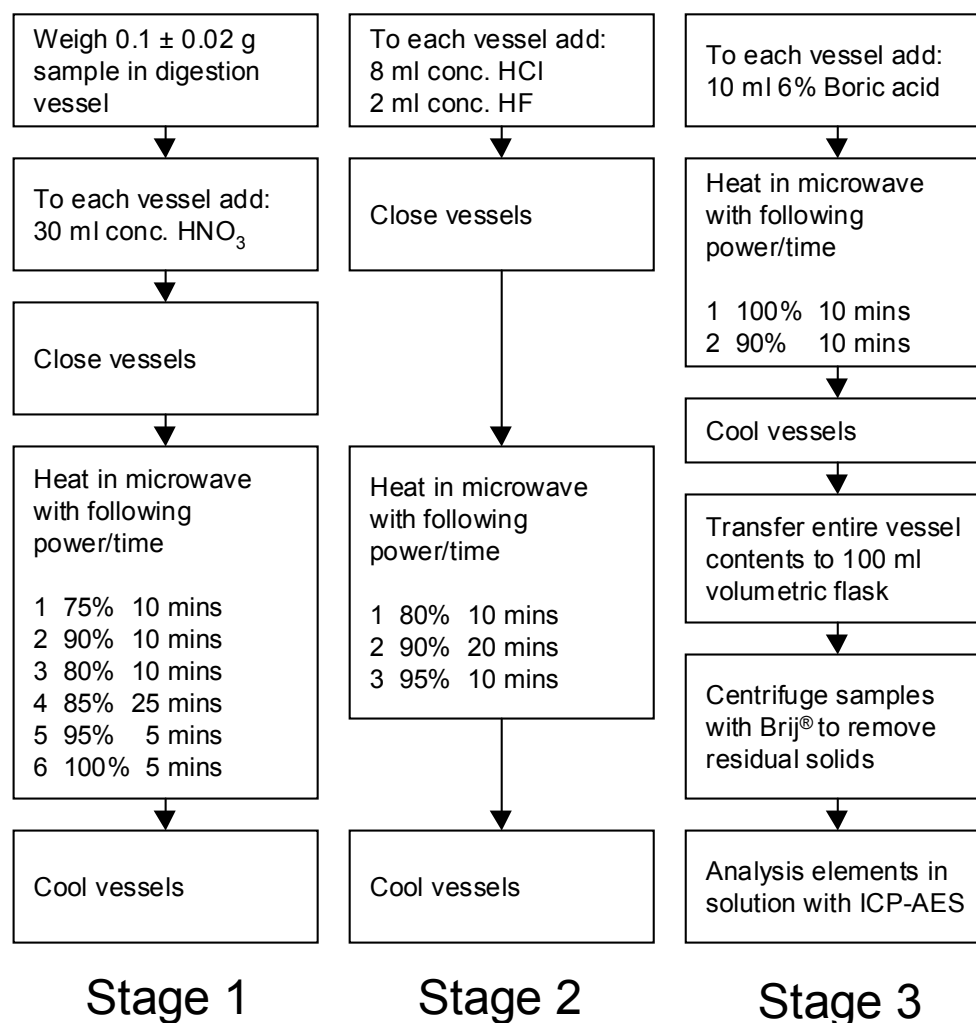 Weigh 0.1 ± 0.02 g
sample in digestion
vessel
To each vessel add:
30 ml conc. HNO₃
Close vessels
Heat in microwave
with following
power/time
1 75% 10 mins
2 90% 10 mins
3 80% 10 mins
4 85% 25 mins
5 95% 5 mins
6 100% 5 mins
Cool vessels
Stage 1
To each vessel add:
8 ml conc. HCl
2 ml conc. HF
Close vessels
Heat in microwave
with following
power/time
1 80% 10 mins
2 90% 20 mins
3 95% 10 mins
Cool vessels
Stage 2
To each vessel add:
10 ml 6% Boric acid
Heat in microwave
with following
power/time
1 100% 10 mins
2 90% 10 mins
Cool vessels
Transfer entire vessel
contents to 100 ml
volumetric flask
Centrifuge samples
with Brij® to remove
residual solids
Analysis elements in
solution with ICP-AES
Stage 3